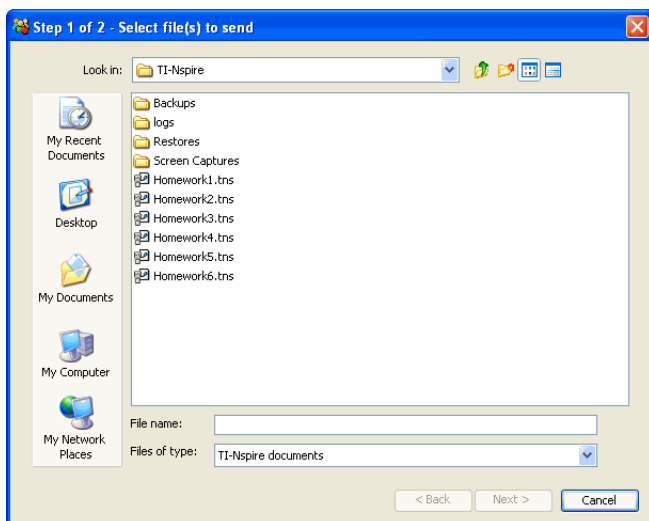 Step 1 of 2 - Select file(s) to send
Look in:
TI-Nspire
My Recent
Documents
Desktop
My Documents
My Computer
My Network
Places
Backups
logs
Restores
Screen Captures
Homework1.tns
Homework2.tns
Homework3.tns
Homework4.tns
Homework5.tns
Homework6.tns
File name:
Files of type:
TI-Nspire documents
< Back
Next >
Cancel